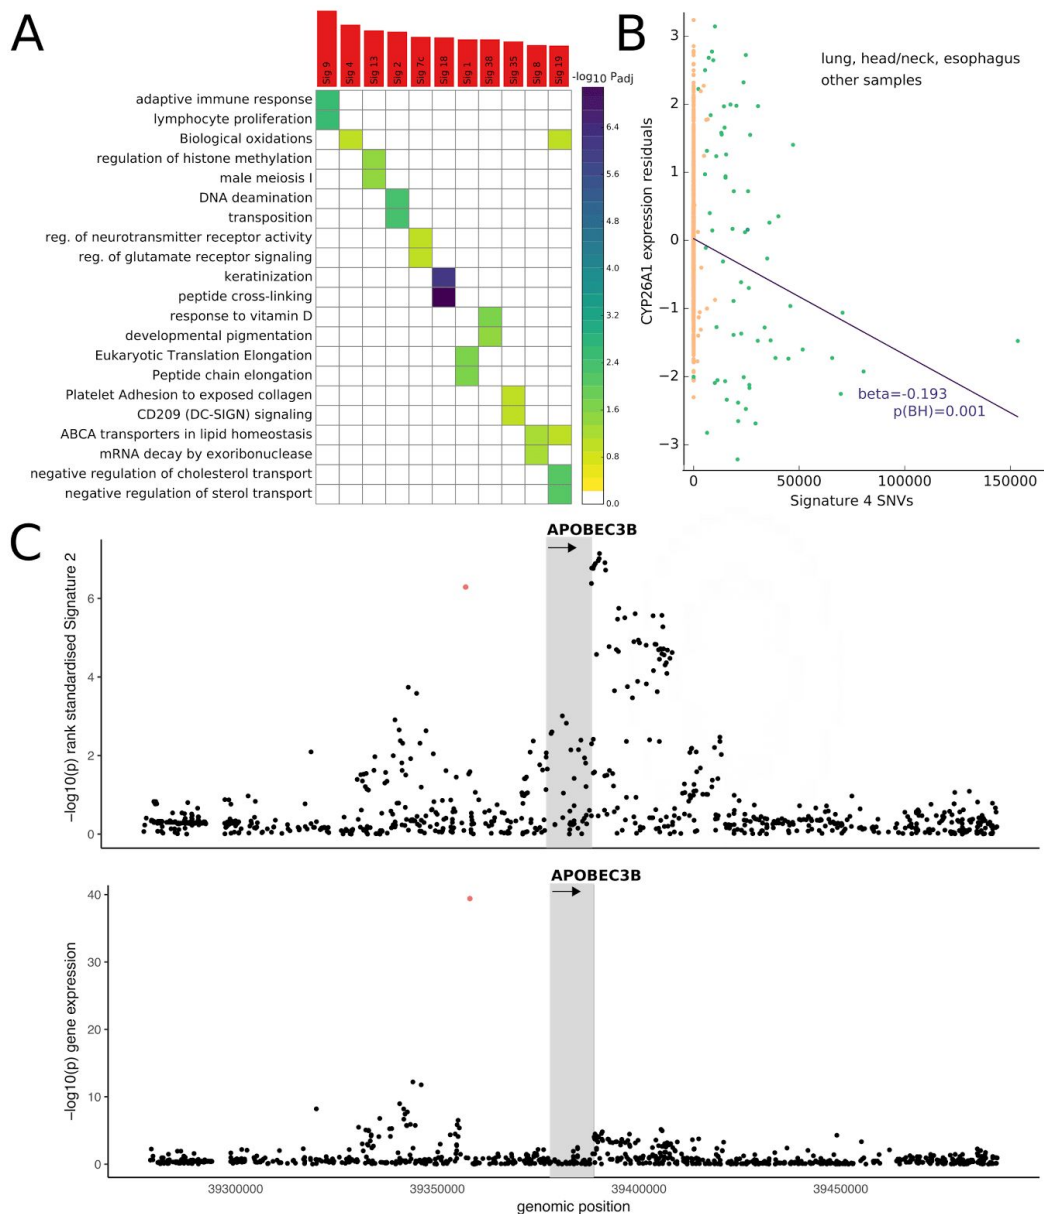 A
Sig 9 Sig 4 Sig 13 Sig 2 Sig 7c Sig 18 Sig 1 Sig 38 Sig 35 Sig 8 Sig 19
-log10 Padj
adaptive immune response
lymphocyte proliferation
Biological oxidations
regulation of histone methylation
male meiosis I
DNA deamination
transposition
reg. of neurotransmitter receptor activity
reg. of glutamate receptor signaling
keratinization
peptide cross-linking
response to vitamin D
developmental pigmentation
Eukaryotic Translation Elongation
Peptide chain elongation
Platelet Adhesion to exposed collagen
CD209 (DC-SIGN) signaling
ABCA transporters in lipid homeostasis
mRNA decay by exoribonuclease
negative regulation of cholesterol transport
negative regulation of sterol transport
6.4
5.6
4.8
4.0
3.2
2.4
1.6
0.8
0.0
B
lung, head/neck, esophagus
other samples
CYP26A1 expression residuals
3
2
1
0
−1
−2
−3
beta=-0.193
p(BH)=0.001
0 50000 100000 150000
Signature 4 SNVs
C
APOBEC3B
−log10(p) rank standardised Signature 2
6
4
2
0
APOBEC3B
−log10(p) gene expression
40
30
20
10
0
39300000 39350000 39400000 39450000
genomic position